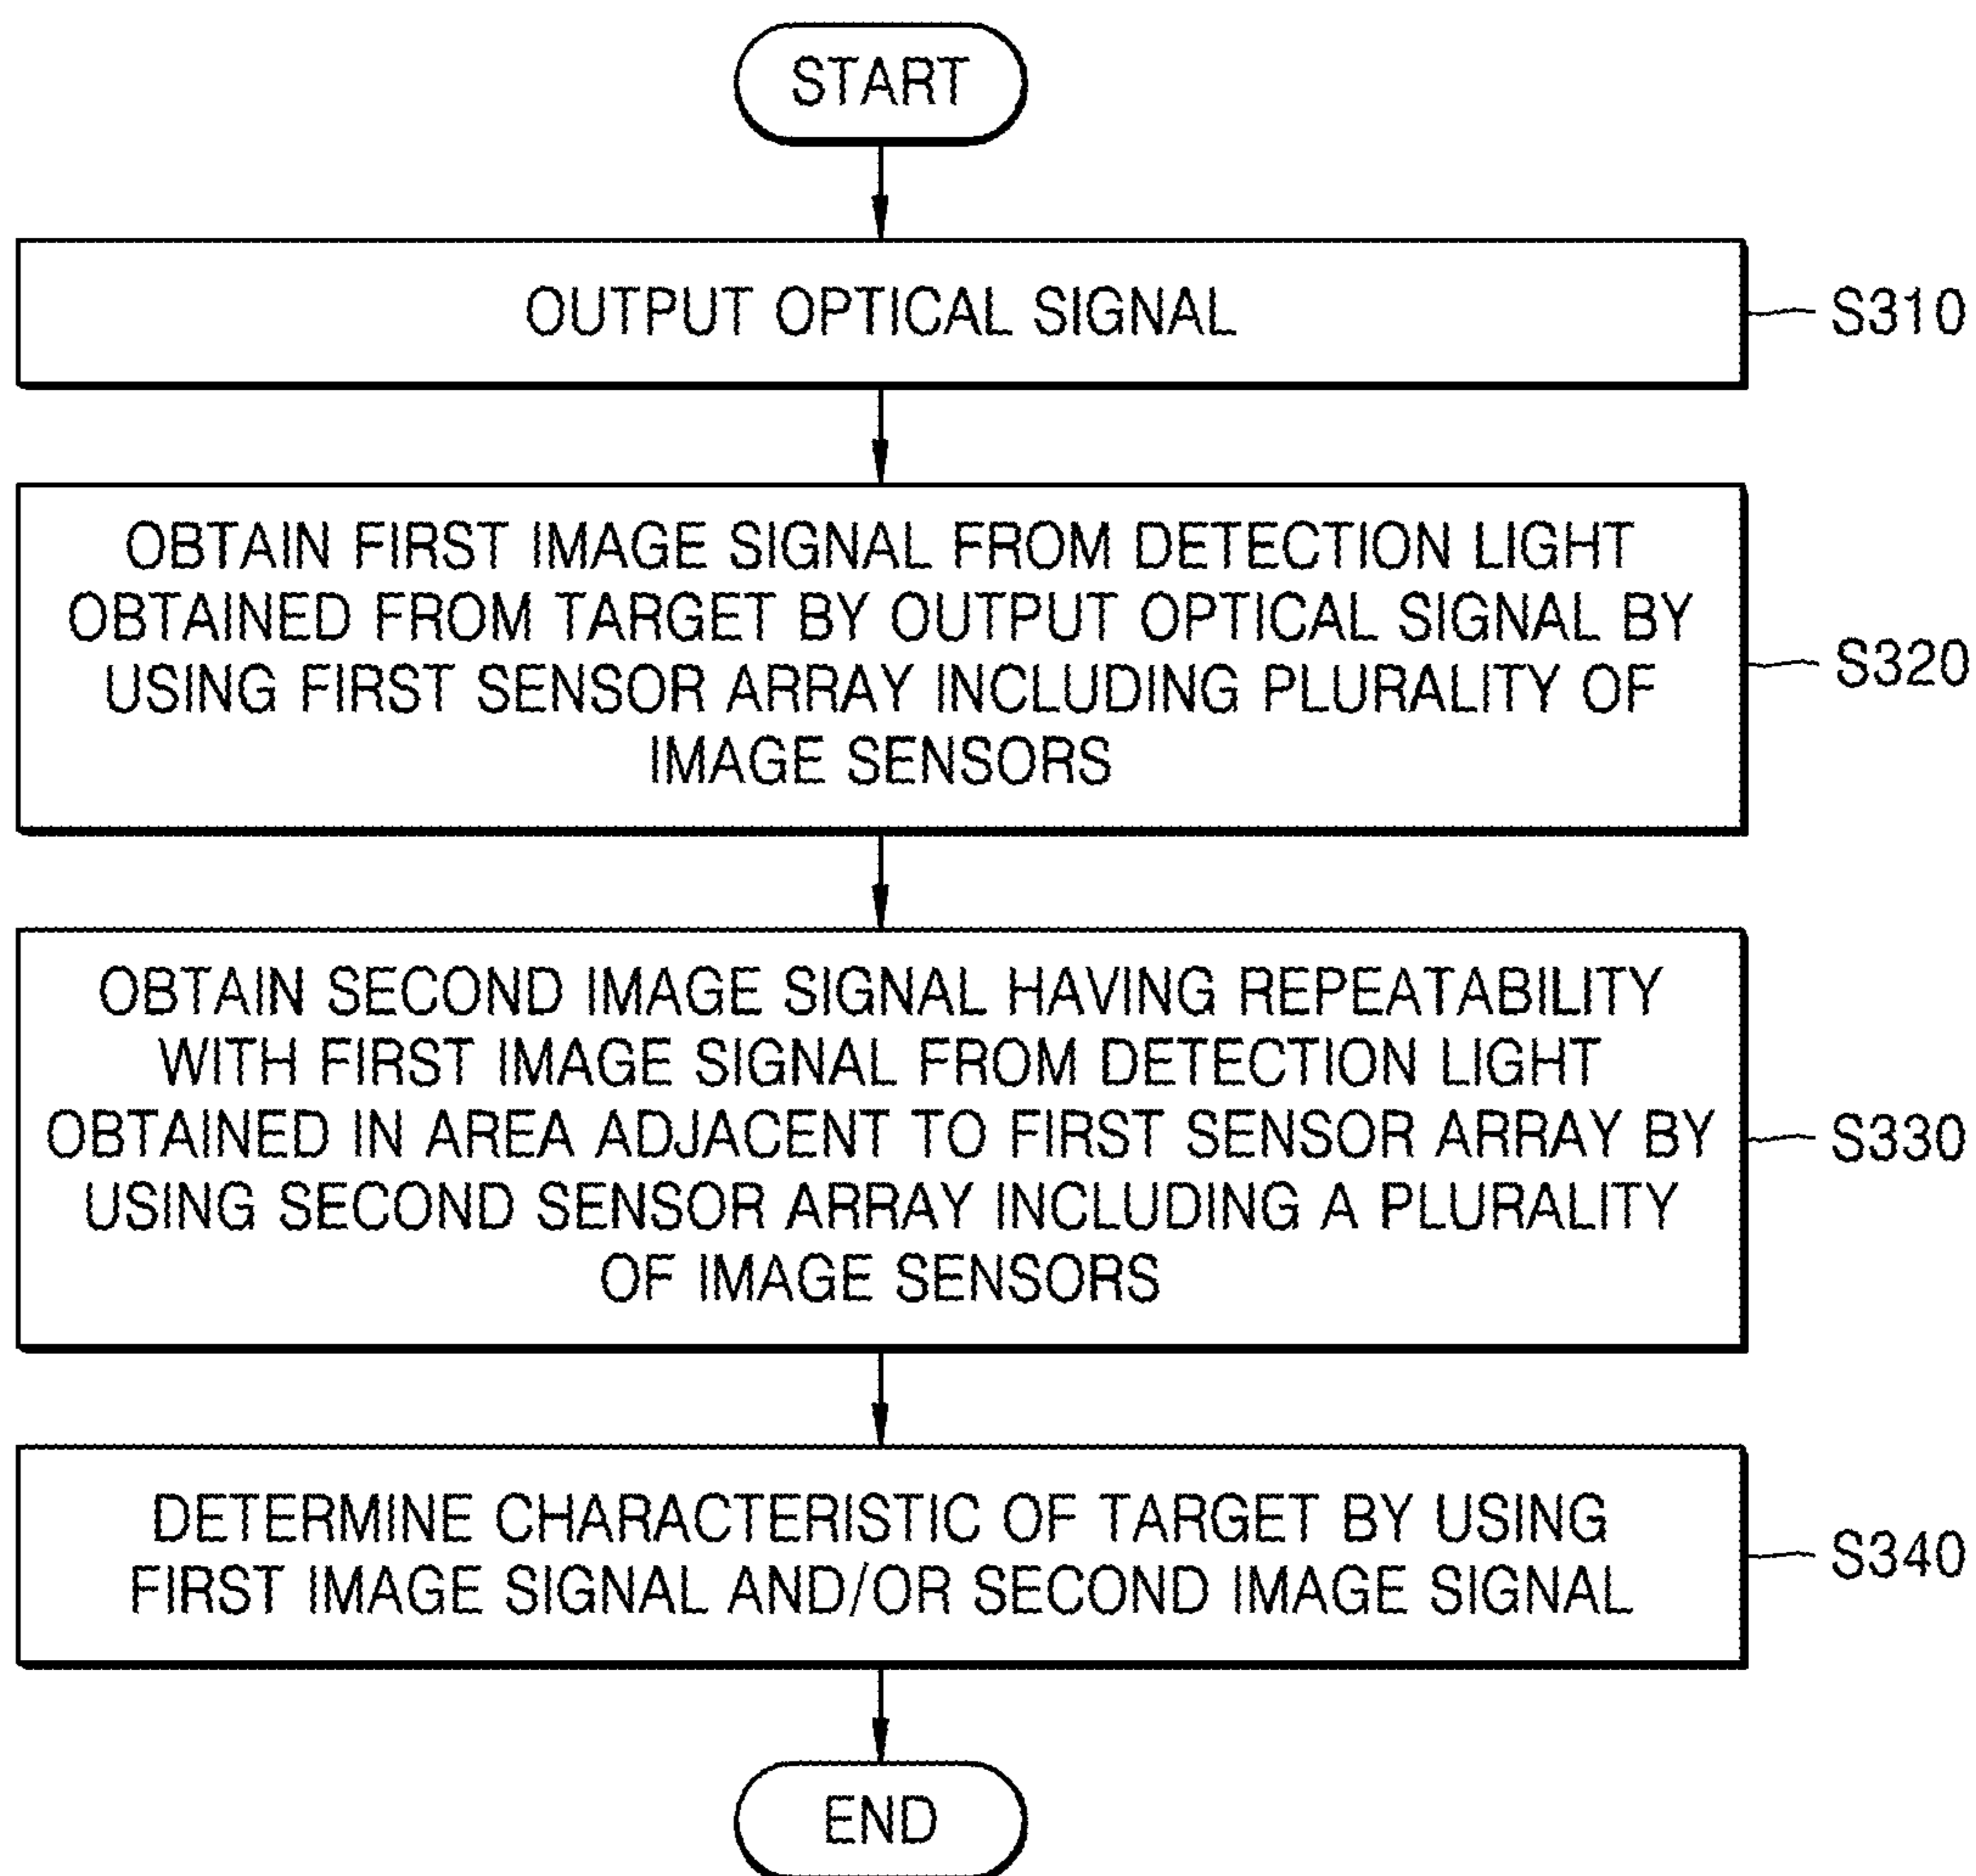 START
OUTPUT OPTICAL SIGNAL
S310
OBTAIN FIRST IMAGE SIGNAL FROM DETECTION LIGHT
OBTAINED FROM TARGET BY OUTPUT OPTICAL SIGNAL BY
USING FIRST SENSOR ARRAY INCLUDING PLURALITY OF
IMAGE SENSORS
S320
OBTAIN SECOND IMAGE SIGNAL HAVING REPEATABILITY
WITH FIRST IMAGE SIGNAL FROM DETECTION LIGHT
OBTAINED IN AREA ADJACENT TO FIRST SENSOR ARRAY BY
USING SECOND SENSOR ARRAY INCLUDING A PLURALITY
OF IMAGE SENSORS
S330
DETERMINE CHARACTERISTIC OF TARGET BY USING
FIRST IMAGE SIGNAL AND/OR SECOND IMAGE SIGNAL
S340
END